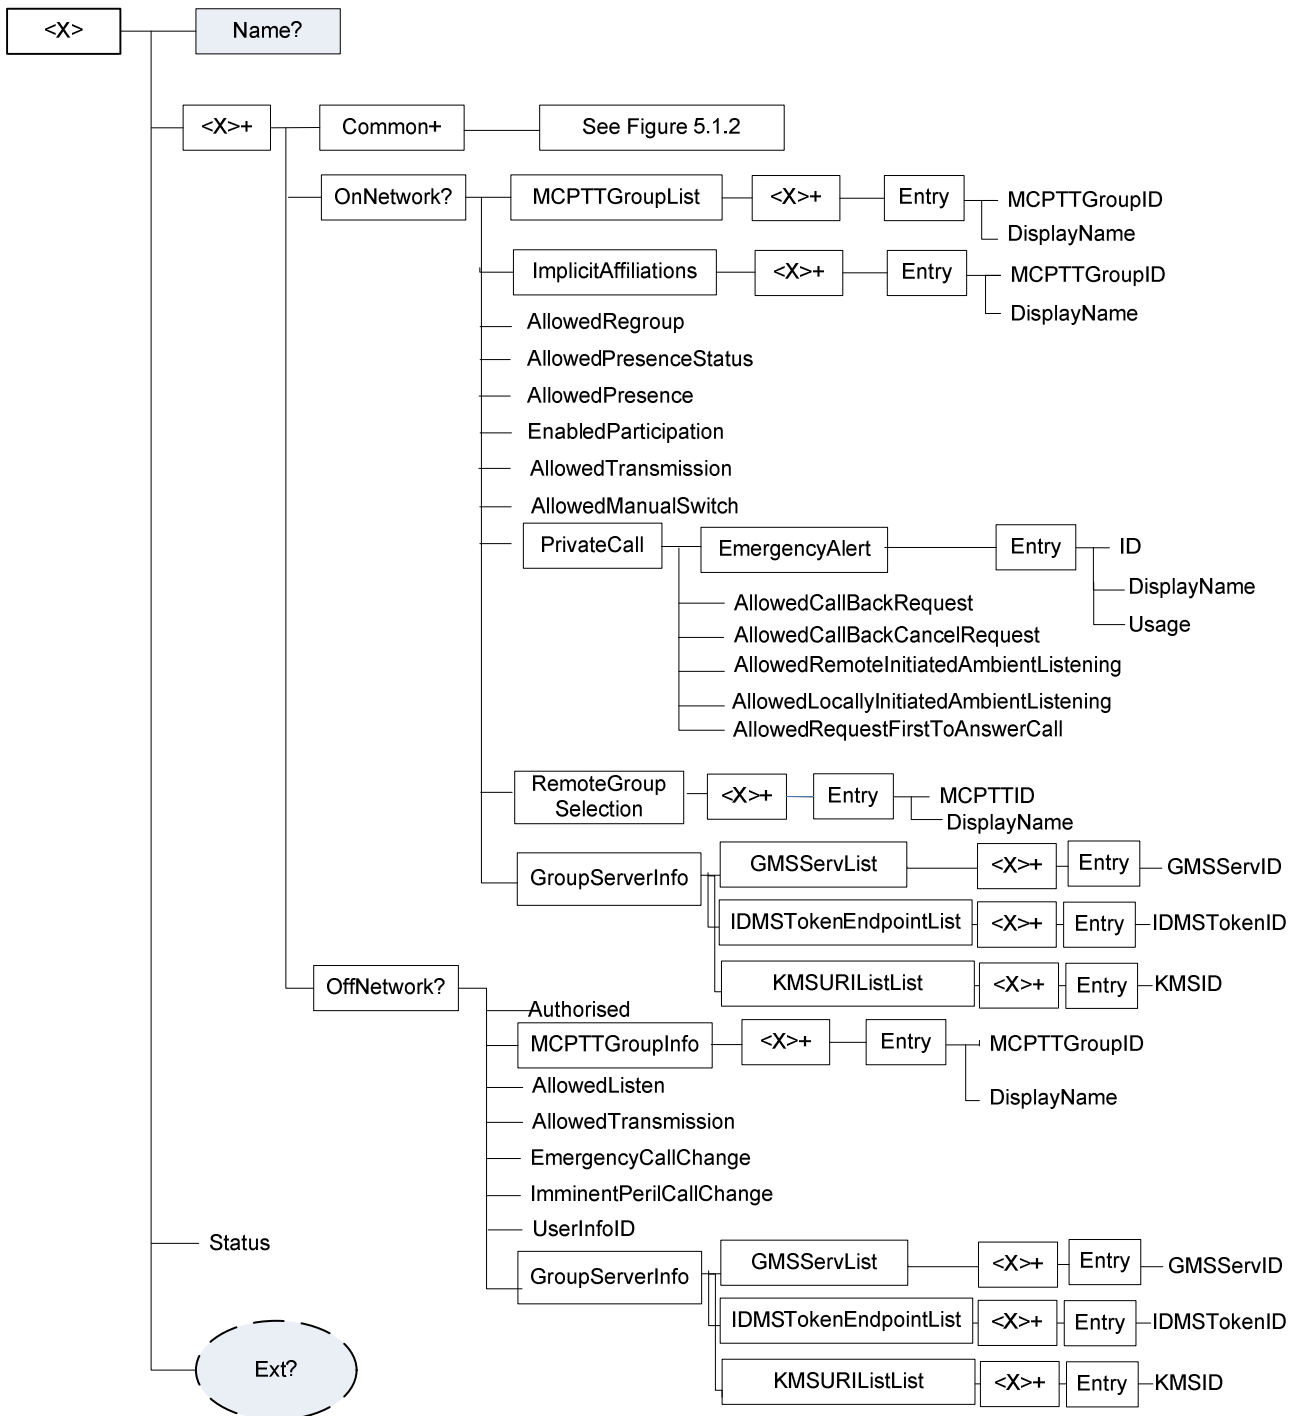 <X>
Name?
<X>+
Common+
See Figure 5.1.2
OnNetwork?
MCPTTGroupList
<X>+
Entry
MCPTTGroupID
DisplayName
ImplicitAffiliations
<X>+
Entry
MCPTTGroupID
DisplayName
AllowedRegroup
AllowedPresenceStatus
AllowedPresence
EnabledParticipation
AllowedTransmission
AllowedManualSwitch
PrivateCall
EmergencyAlert
Entry
ID
DisplayName
Usage
AllowedCallBackRequest
AllowedCallBackCancelRequest
AllowedRemoteInitiatedAmbientListening
AllowedLocallyInitiatedAmbientListening
AllowedRequestFirstToAnswerCall
RemoteGroup
Selection
<X>+
Entry
MCPTTID
DisplayName
GroupServerInfo
GMSServList
<X>+
Entry
GMSServID
IDMSTokenEndpointList
<X>+
Entry
IDMSTokenID
KMSURIListList
<X>+
Entry
KMSID
OffNetwork?
Authorised
MCPTTGroupInfo
<X>+
Entry
MCPTTGroupID
DisplayName
AllowedListen
AllowedTransmission
EmergencyCallChange
ImminentPerilCallChange
UserInfoID
GroupServerInfo
GMSServList
<X>+
Entry
GMSServID
IDMSTokenEndpointList
<X>+
Entry
IDMSTokenID
KMSURIListList
<X>+
Entry
KMSID
Status
Ext?